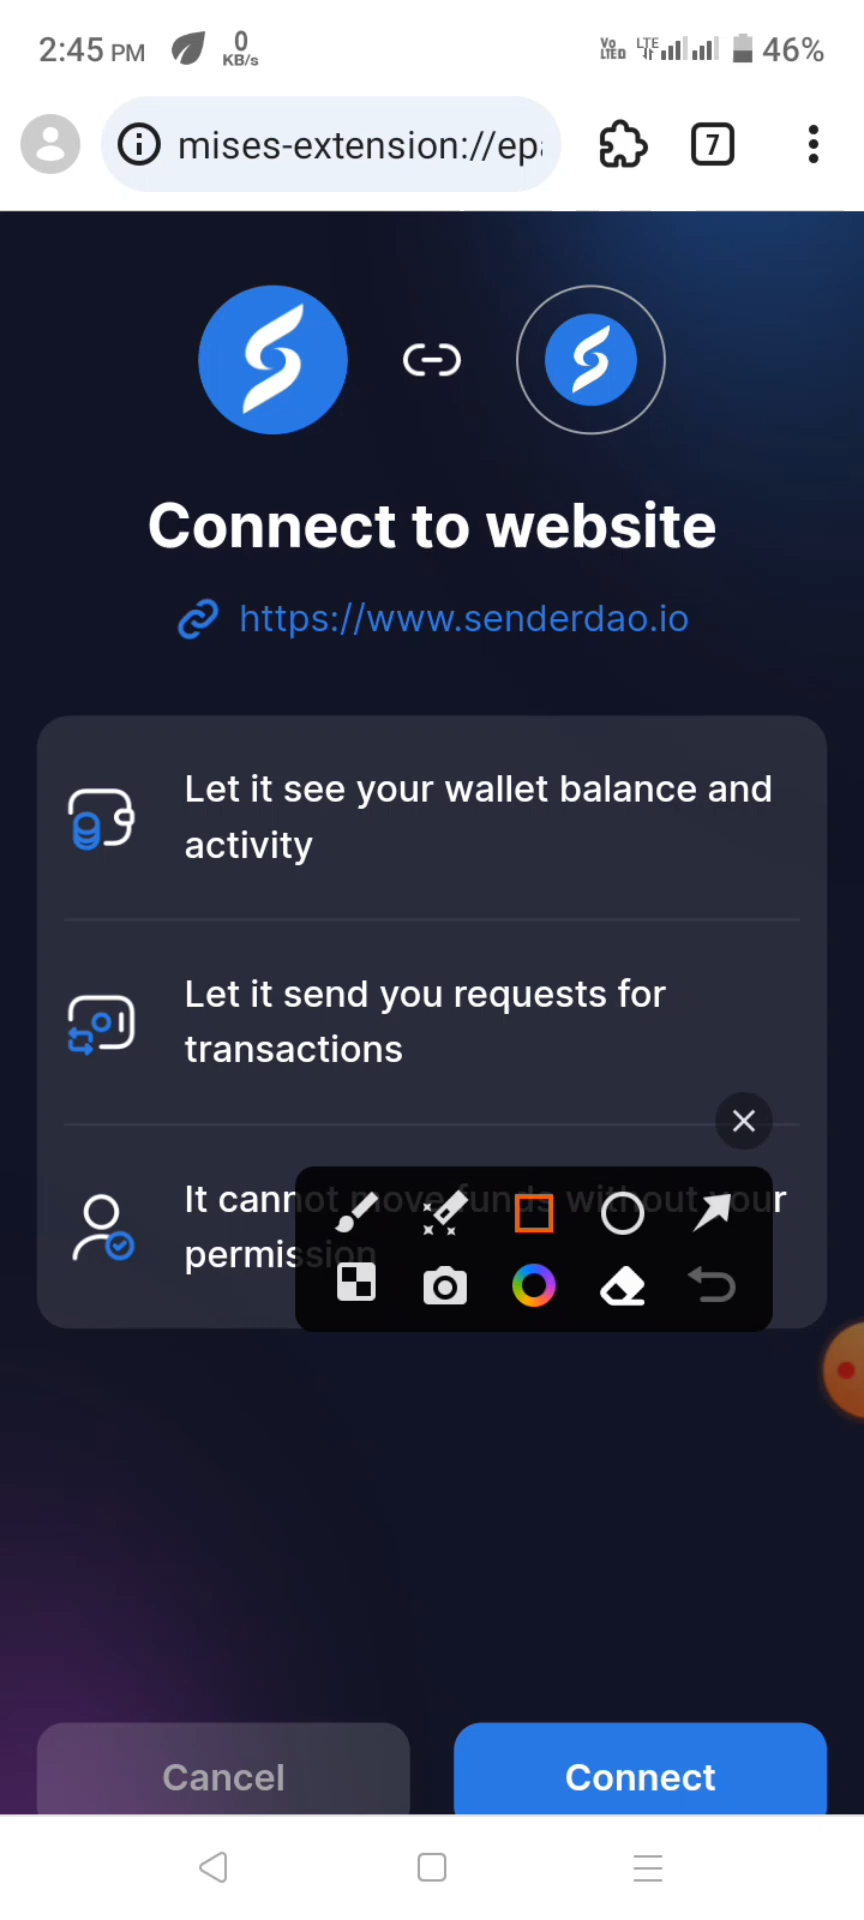 2:45 PM 0 KB/s VoLTED LTE 46%
mises-extension://ep
7
Connect to website
https://www.senderdao.io
Let it see your wallet balance and
activity
Let it send you requests for
transactions
It cannot move funds without your
permission
Cancel
Connect